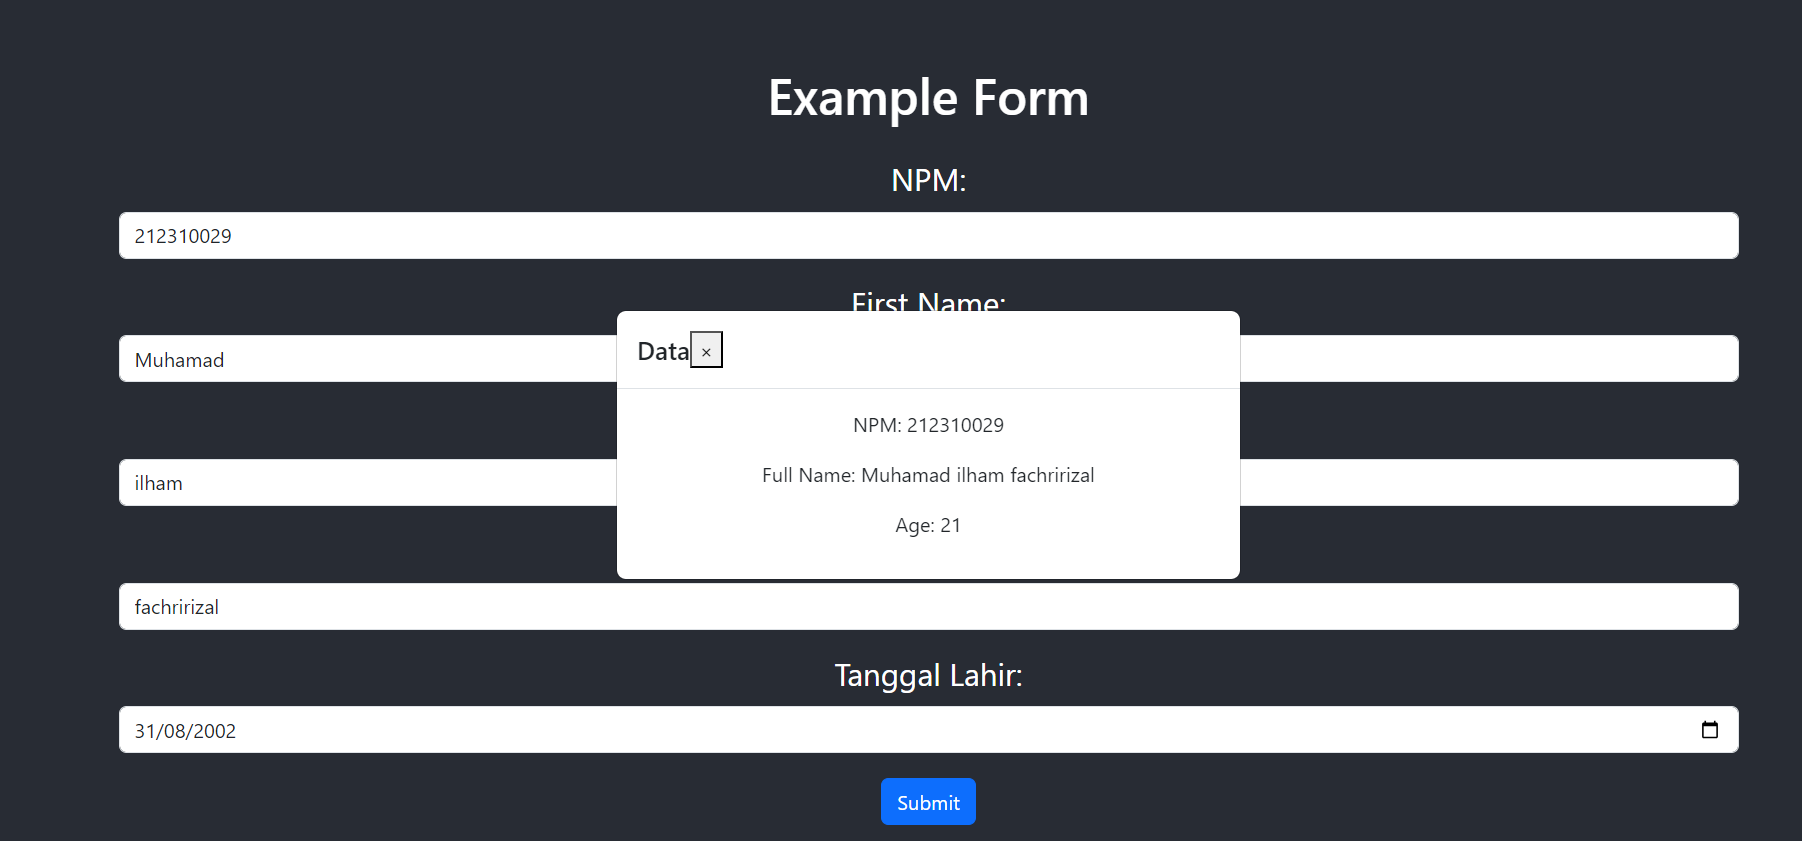 Example Form
NPM:
212310029
First Name:
Muhamad
Data ×
NPM: 212310029
Full Name: Muhamad ilham fachririzal
Age: 21
ilham
fachririzal
Tanggal Lahir:
31/08/2002
Submit